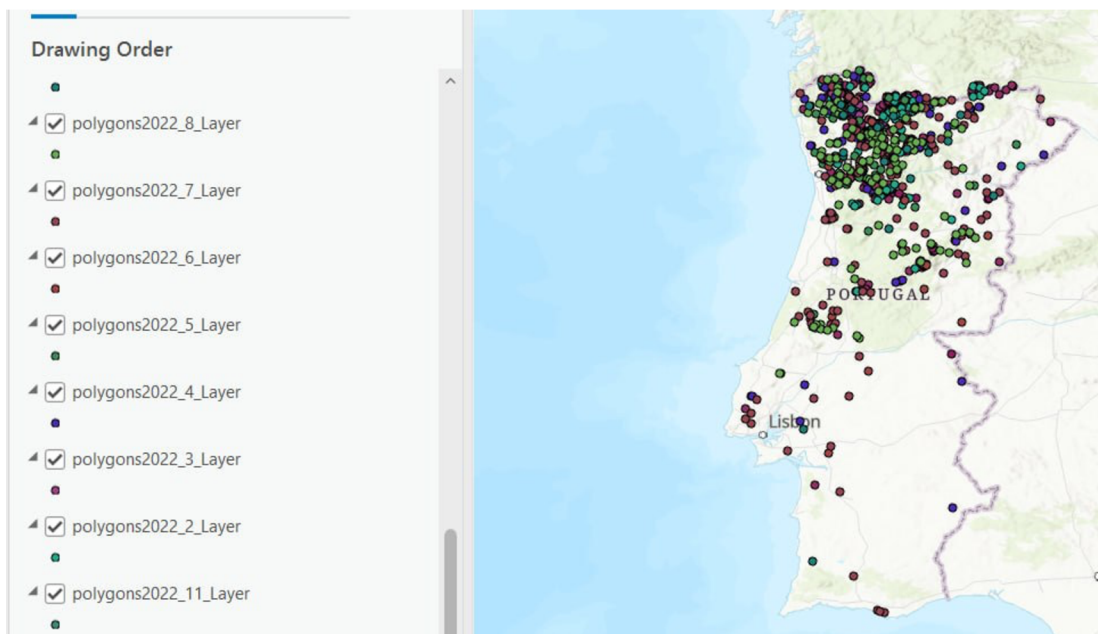 Drawing Order
polygons2022_8_Layer
polygons2022_7_Layer
polygons2022_6_Layer
polygons2022_5_Layer
polygons2022_4_Layer
polygons2022_3_Layer
polygons2022_2_Layer
polygons2022_11_Layer
PORTUGAL
Lisbon